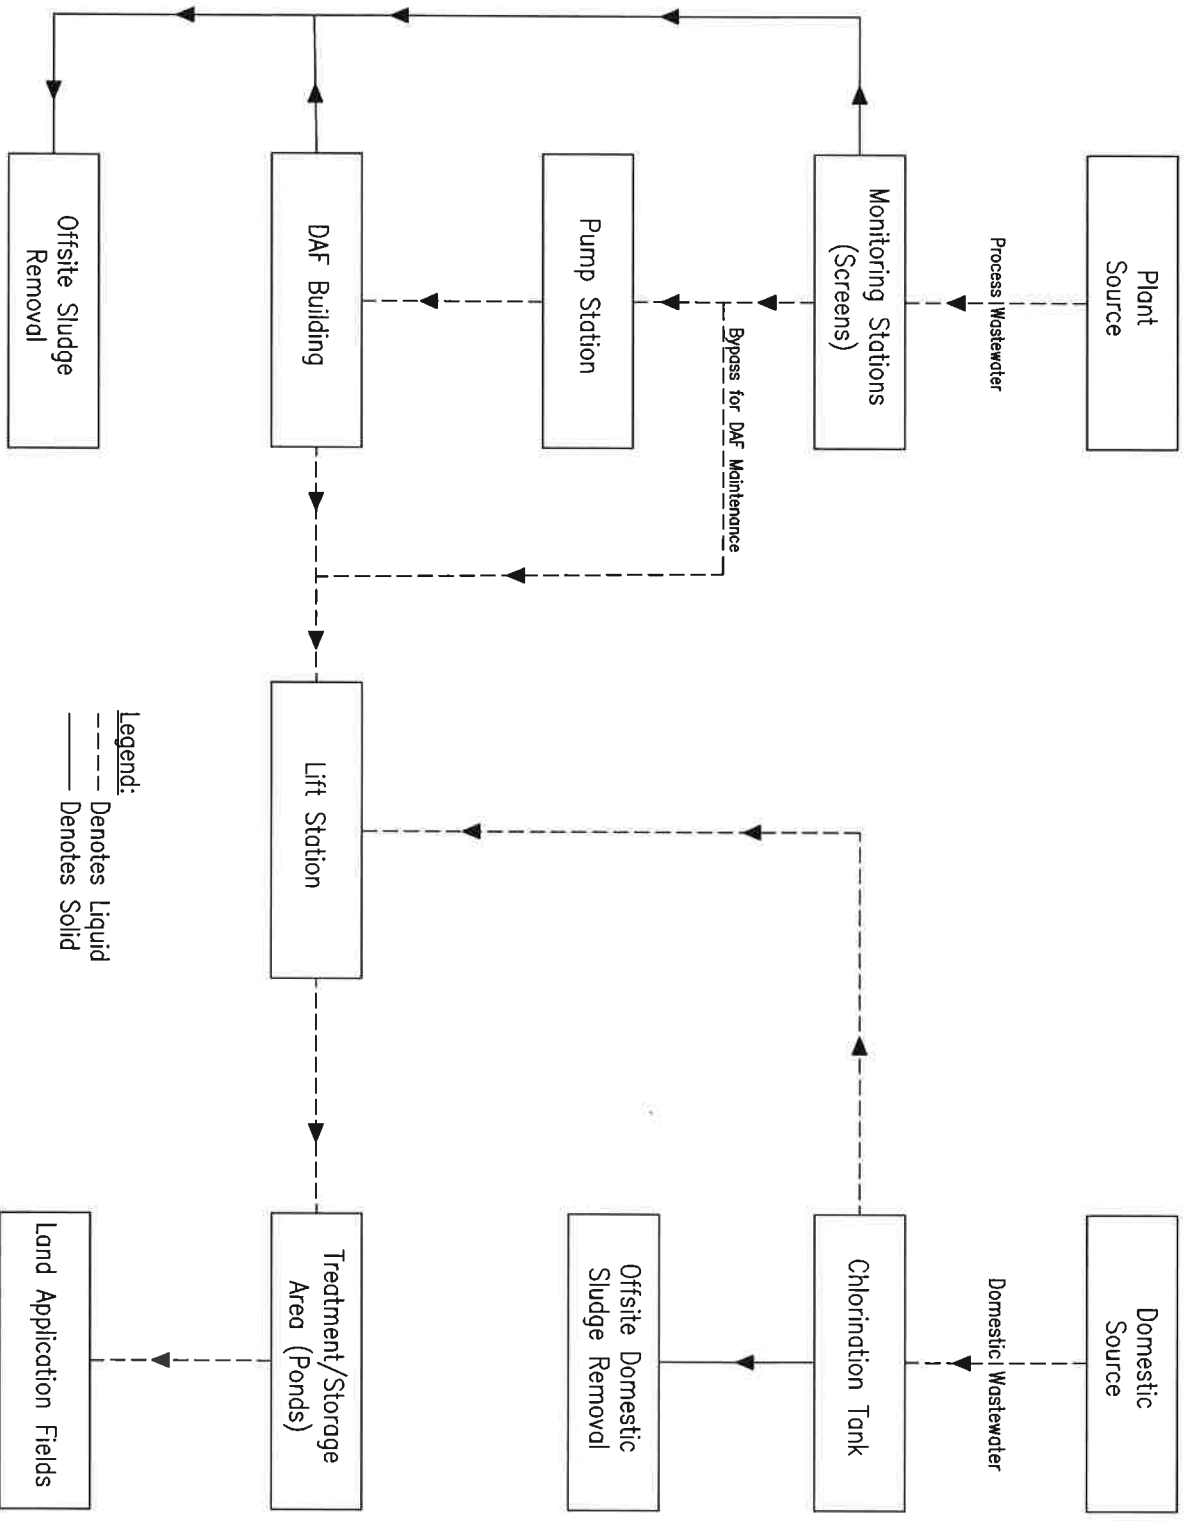 Plant
Source
Process Wastewater
Monitoring Stations
(Screens)
Bypass for DAF Maintenance
Pump Station
DAF Building
Offsite Sludge
Removal
Lift Station
Domestic
Source
Domestic Wastewater
Chlorination Tank
Offsite Domestic
Sludge Removal
Treatment/Storage
Area (Ponds)
Land Application Fields
Legend:
Denotes Liquid
Denotes Solid